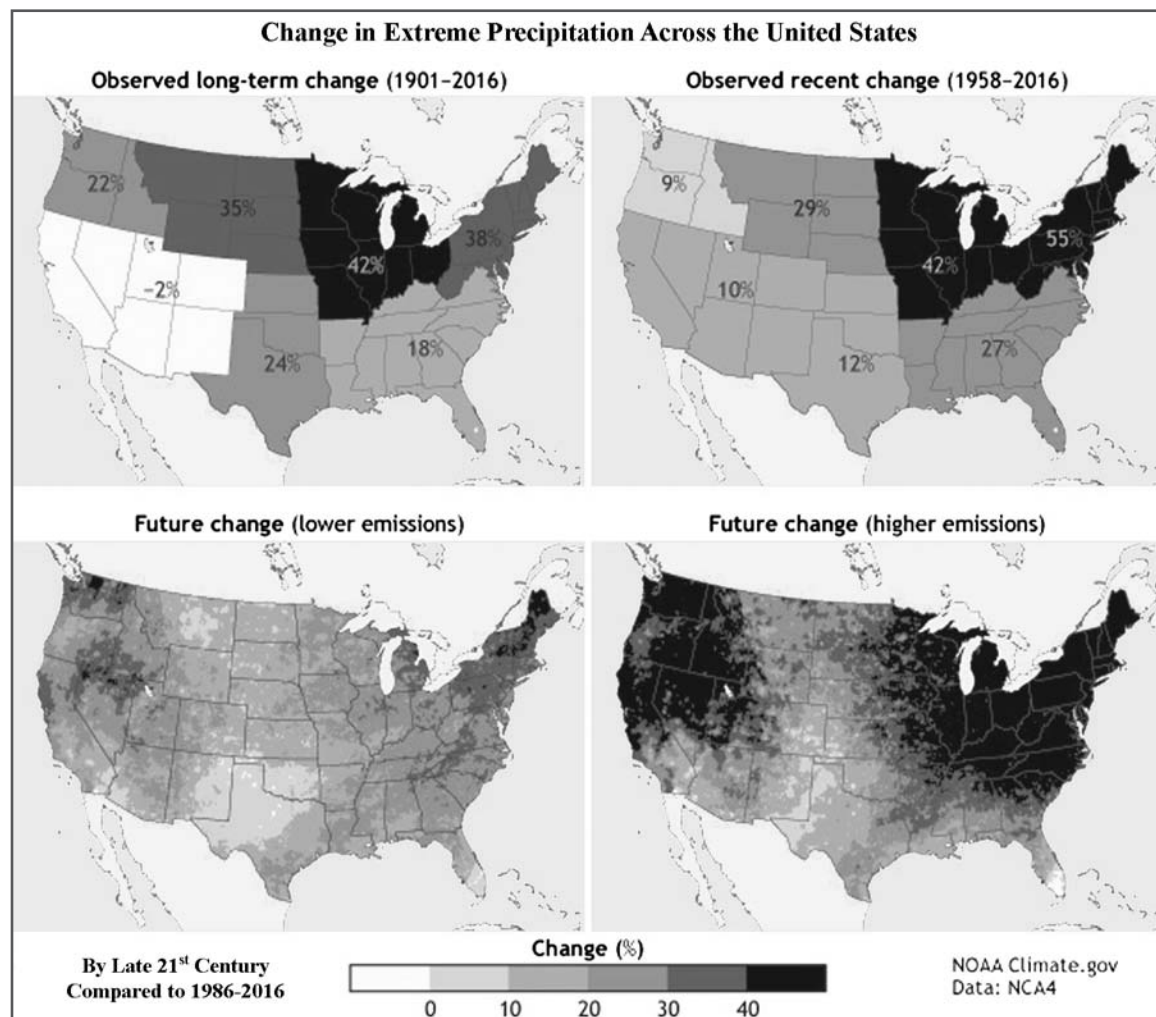 Change in Extreme Precipitation Across the United States
Observed long-term change (1901–2016)
Observed recent change (1958–2016)
22%
35%
38%
42%
–2%
24%
18%
9%
29%
55%
42%
10%
12%
27%
Future change (lower emissions)
Future change (higher emissions)
By Late 21st Century
Compared to 1986-2016
Change (%)
0 10 20 30 40
NOAA Climate.gov
Data: NCA4